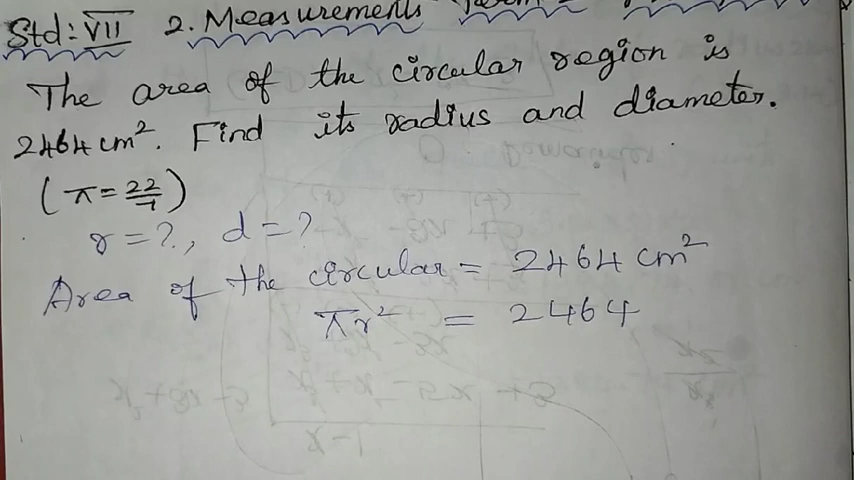 Std: VII 2. Measurements Term
The area of the circular region is
2464 cm². Find its radius and diameter.
(π = 22/7)
r = ?, d = ?
Area of the circular = 2464 cm²
πr² = 2464